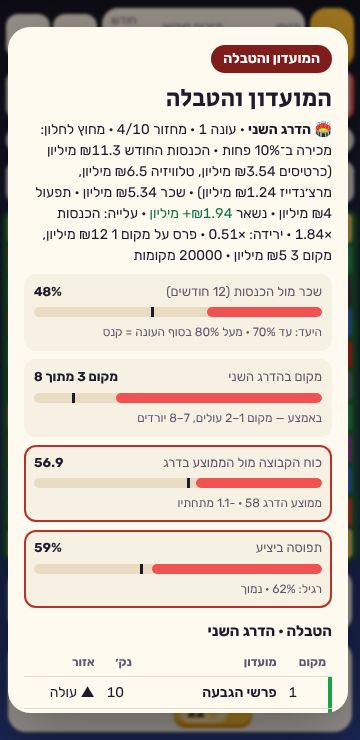 המועדון והטבלה
המועדון והטבלה
🏟️ הדרג השני • עונה 1 • מחזור 4/10 • מחוץ לחלון:
מכירה ב־10% פחות • הכנסות החודש ₪11.3 מיליון
(כרטיסים ₪3.54 מיליון, טלוויזיה ₪6.5 מיליון,
מרצ׳נדייז ₪1.24 מיליון) • שכר ₪5.34 מיליון • תפעול
₪4 מיליון • נשאר ₪1.94+ מיליון • עלייה: הכנסות
×1.84 • ירידה: ×0.51 • פרס על מקום 1 ₪12 מיליון,
מקום 3 ₪5 מיליון • 20000 מקומות
שכר מול הכנסות (12 חודשים) 48%
היעד: עד 70% • מעל 80% בסוף העונה = קנס
מקום בהדרג השני מקום 3 מתוך 8
באמצע — מקום 1–2 עולים, 7–8 יורדים
כוח הקבוצה מול הממוצע בדרג 56.9
ממוצע הדרג 58 • -1.1 מתחתיו
תפוסה ביציע 59%
רגיל: 62% • נמוך
הטבלה • הדרג השני
מקום מועדון נק׳ אזור
1 פרשי הגבעה 10 ▲ עולה